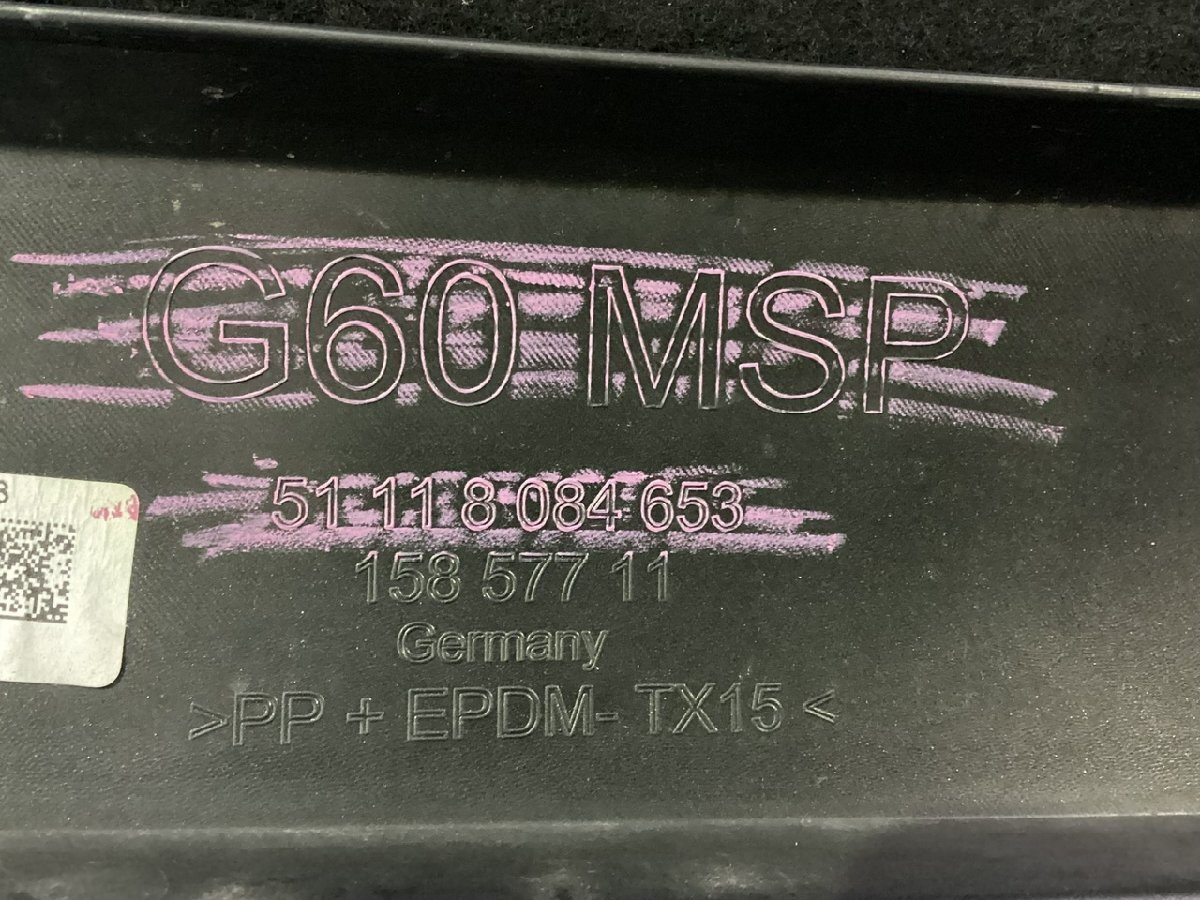 G60 MSP
51 11 8 084 653
158 577 11
Germany
>PP + EPDM- TX15 <